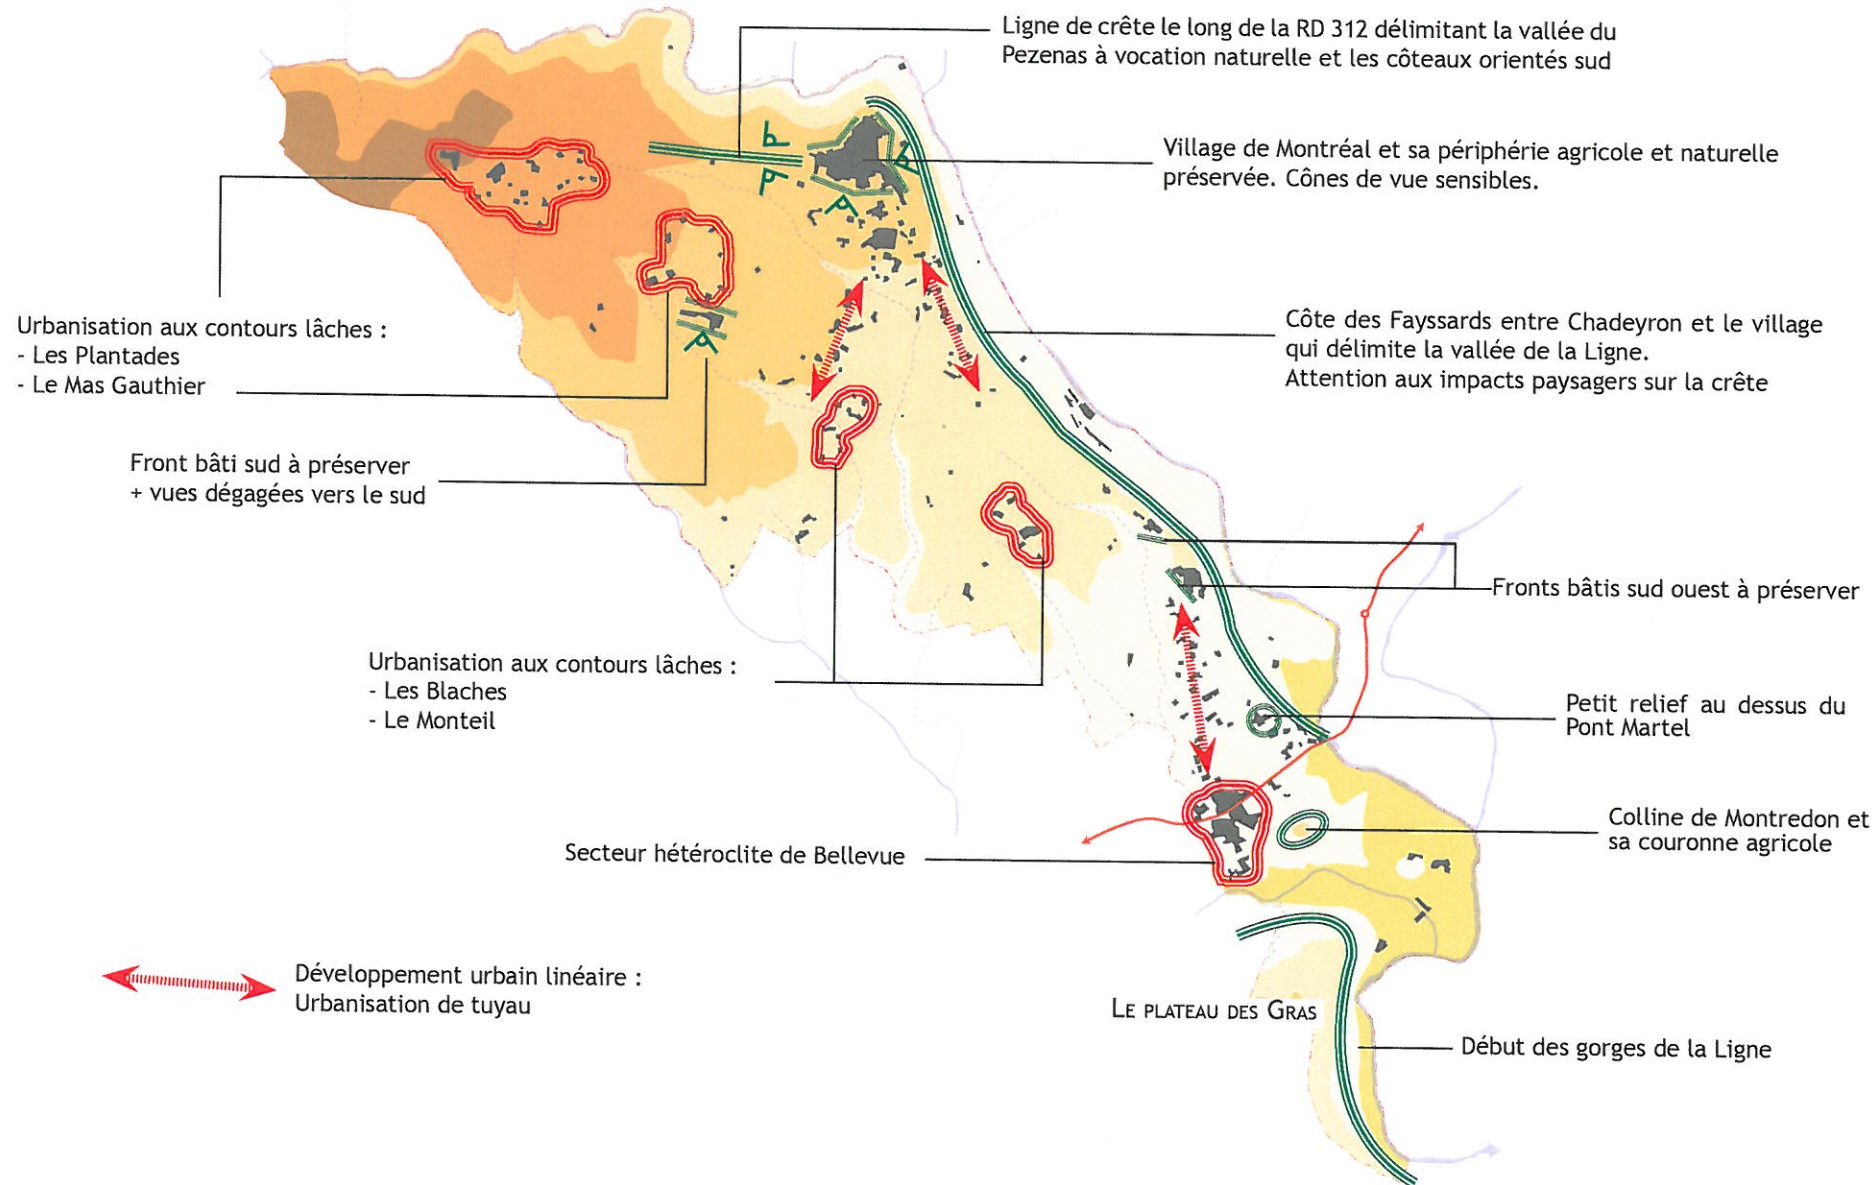 Ligne de crête le long de la RD 312 délimitant la vallée du
Pezenas à vocation naturelle et les côteaux orientés sud
Village de Montréal et sa périphérie agricole et naturelle
préservée. Cônes de vue sensibles.
Urbanisation aux contours lâches :
- Les Plantades
- Le Mas Gauthier
Côte des Fayssards entre Chadeyron et le village
qui délimite la vallée de la Ligne.
Attention aux impacts paysagers sur la crête
Front bâti sud à préserver
+ vues dégagées vers le sud
Fronts bâtis sud ouest à préserver
Urbanisation aux contours lâches :
- Les Blaches
- Le Monteil
Petit relief au dessus du
Pont Martel
Colline de Montredon et
sa couronne agricole
Secteur hétéroclite de Bellevue
Développement urbain linéaire :
Urbanisation de tuyau
LE PLATEAU DES GRAS
Début des gorges de la Ligne